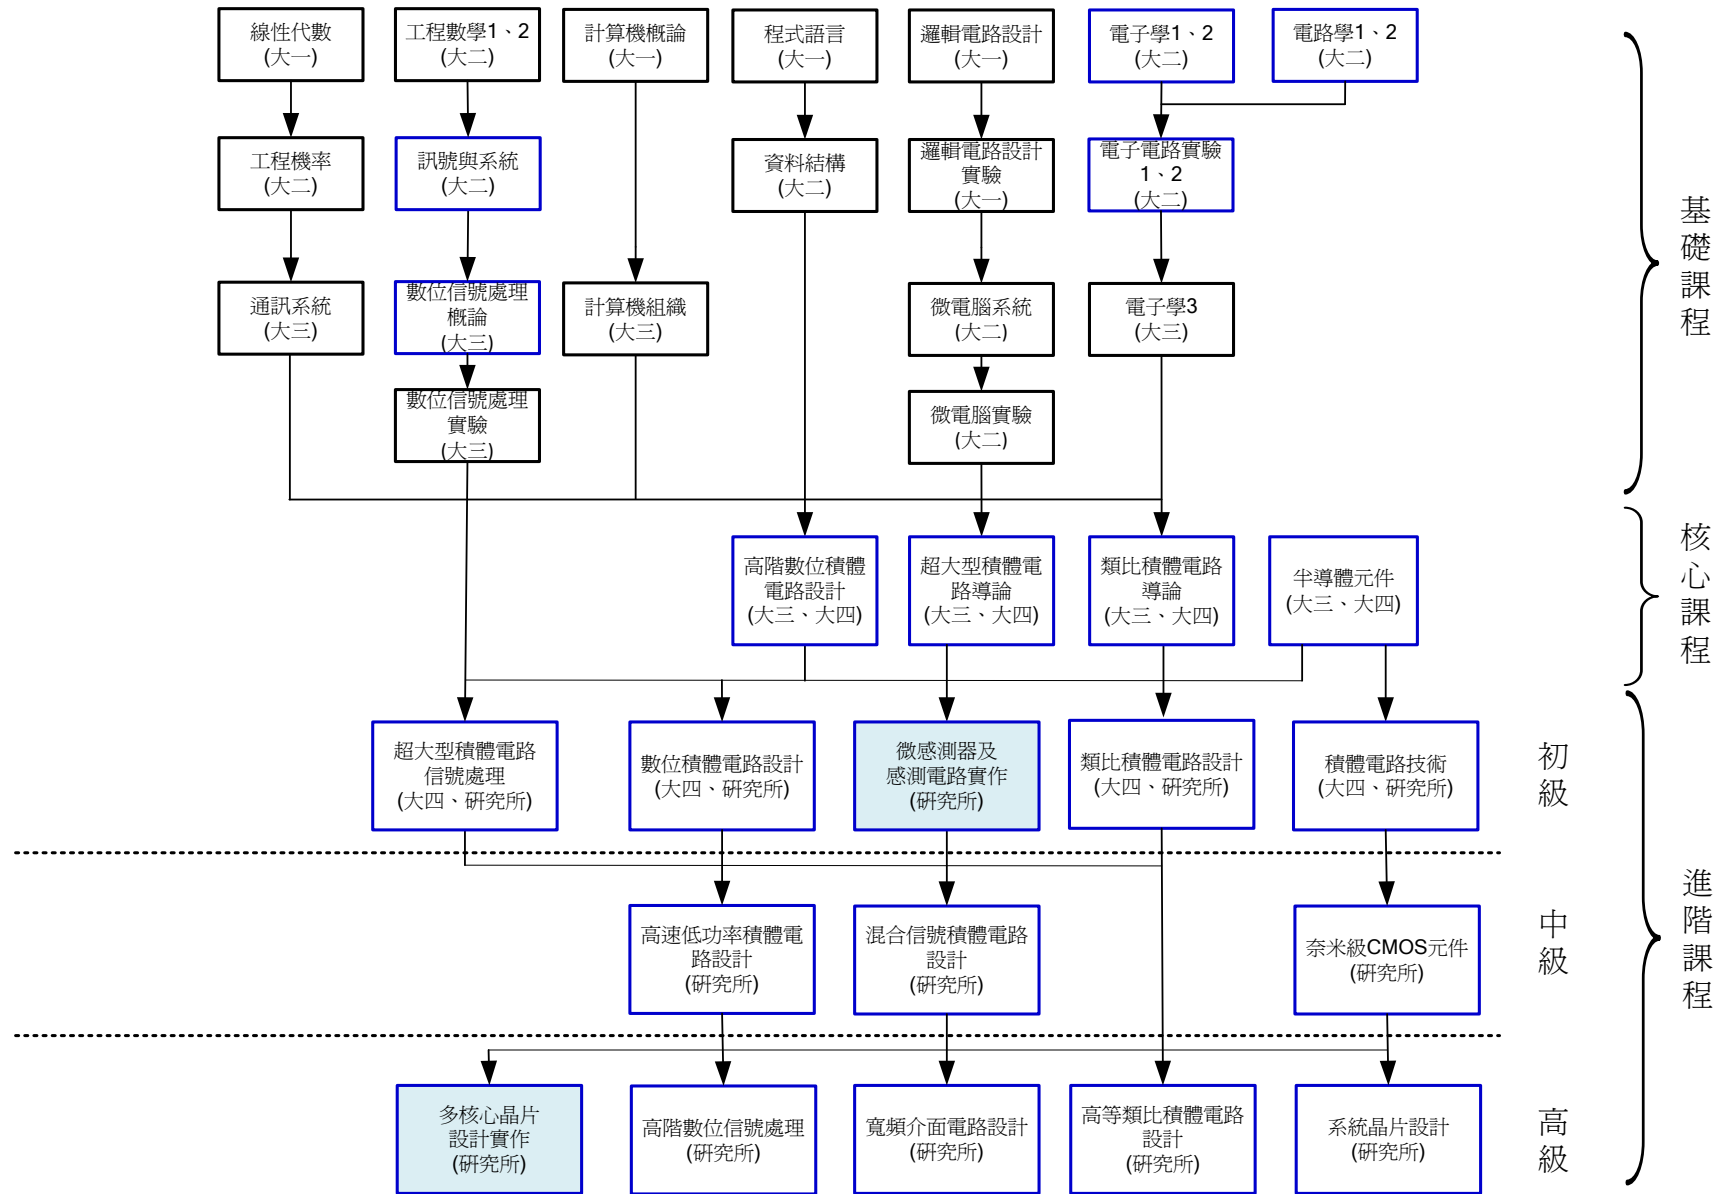 線性代數
(大一)
工程數學1、2
(大二)
計算機概論
(大一)
程式語言
(大一)
邏輯電路設計
(大一)
電子學1、2
(大二)
電路學1、2
(大二)
工程機率
(大二)
訊號與系統
(大二)
資料結構
(大二)
邏輯電路設計
實驗
(大一)
電子電路實驗
1、2
(大二)
通訊系統
(大三)
數位信號處理
概論
(大三)
計算機組織
(大三)
微電腦系統
(大二)
電子學3
(大三)
數位信號處理
實驗
(大三)
微電腦實驗
(大二)
基礎課程
高階數位積體
電路設計
(大三、大四)
超大型積體電
路導論
(大三、大四)
類比積體電路
導論
(大三、大四)
半導體元件
(大三、大四)
核心課程
超大型積體電路
信號處理
(大四、研究所)
數位積體電路設計
(大四、研究所)
微感測器及
感測電路實作
(研究所)
類比積體電路設計
(大四、研究所)
積體電路技術
(大四、研究所)
初級
高速低功率積體電
路設計
(研究所)
混合信號積體電路
設計
(研究所)
奈米級CMOS元件
(研究所)
中級
進階課程
多核心晶片
設計實作
(研究所)
高階數位信號處理
(研究所)
寬頻介面電路設計
(研究所)
高等類比積體電路
設計
(研究所)
系統晶片設計
(研究所)
高級